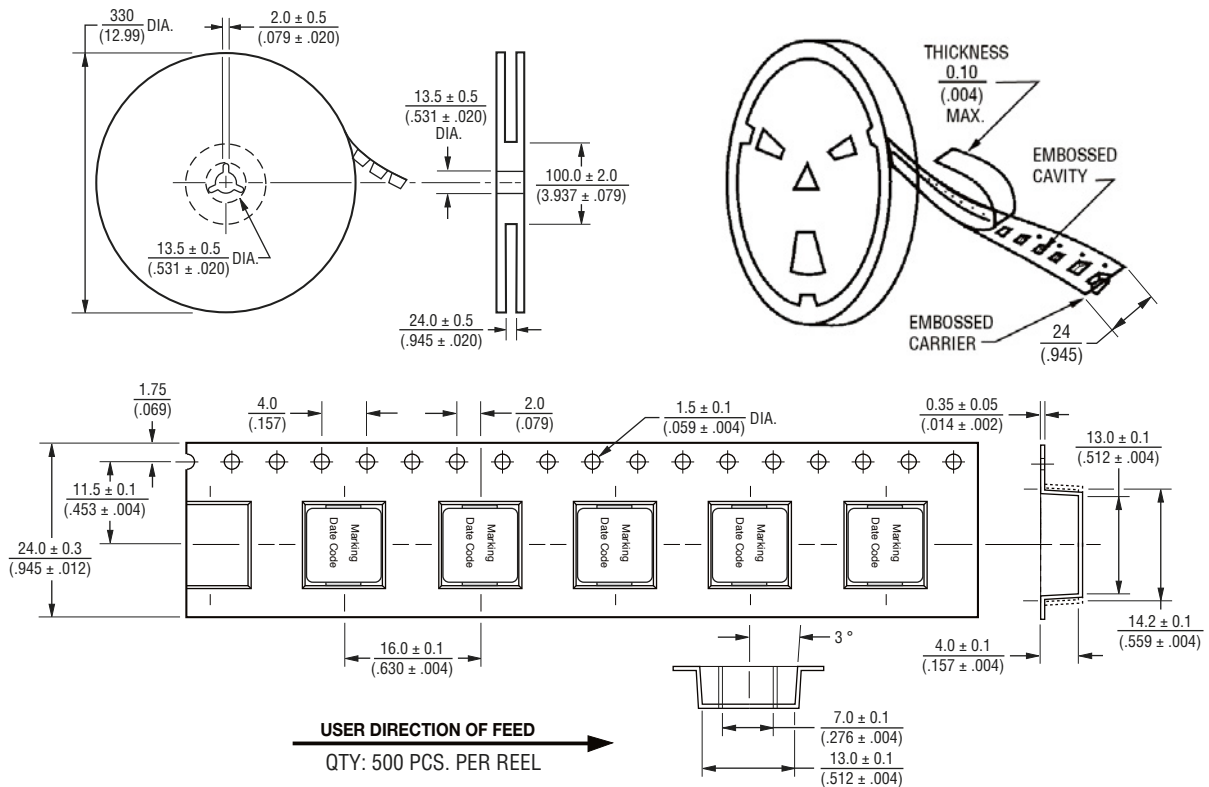 330
(12.99)
DIA.
2.0 ± 0.5
(.079 ± .020)
13.5 ± 0.5
(.531 ± .020)
DIA.
100.0 ± 2.0
(3.937 ± .079)
13.5 ± 0.5
(.531 ± .020)
DIA.
24.0 ± 0.5
(.945 ± .020)
THICKNESS
0.10
(.004)
MAX.
EMBOSSED
CAVITY
EMBOSSED
CARRIER
24
(.945)
1.75
(.069)
4.0
(.157)
2.0
(.079)
1.5 ± 0.1
(.059 ± .004)
DIA.
0.35 ± 0.05
(.014 ± .002)
13.0 ± 0.1
(.512 ± .004)
11.5 ± 0.1
(.453 ± .004)
24.0 ± 0.3
(.945 ± .012)
Marking
Date Code
Marking
Date Code
Marking
Date Code
Marking
Date Code
Marking
Date Code
14.2 ± 0.1
(.559 ± .004)
4.0 ± 0.1
(.157 ± .004)
16.0 ± 0.1
(.630 ± .004)
3 °
7.0 ± 0.1
(.276 ± .004)
13.0 ± 0.1
(.512 ± .004)
USER DIRECTION OF FEED
QTY: 500 PCS. PER REEL